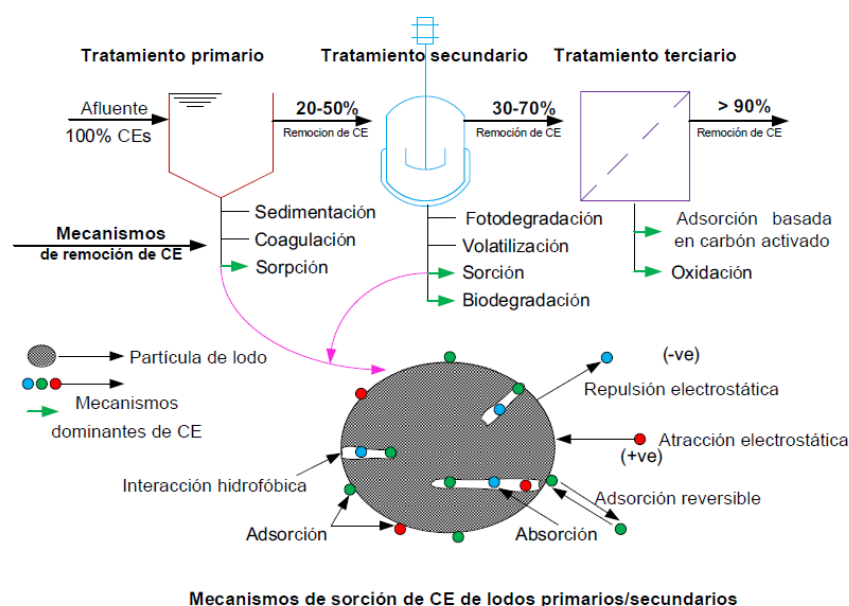 Tratamiento primario
Tratamiento secundario
Tratamiento terciario
Afluente
100% CEs
20-50%
Remocion de CE
30-70%
Remoción de CE
> 90%
Remoción de CE
Mecanismos
de remoción de CE
Sedimentación
Coagulación
Sorpción
Fotodegradación
Volatilización
Sorción
Biodegradación
Adsorción basada
en carbón activado
Oxidación
Partícula de lodo
Mecanismos
dominantes de CE
(-ve)
Repulsión electrostática
Atracción electrostática
(+ve)
Interacción hidrofóbica
Adsorción reversible
Adsorción
Absorción
Mecanismos de sorción de CE de lodos primarios/secundarios